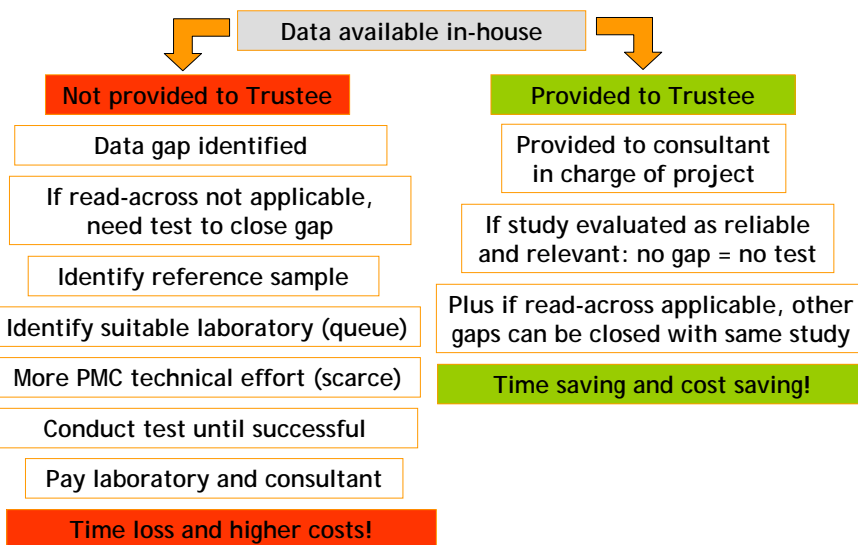 Data available in-house
Not provided to Trustee
Data gap identified
If read-across not applicable,
need test to close gap
Identify reference sample
Identify suitable laboratory (queue)
More PMC technical effort (scarce)
Conduct test until successful
Pay laboratory and consultant
Time loss and higher costs!
Provided to Trustee
Provided to consultant
in charge of project
If study evaluated as reliable
and relevant: no gap = no test
Plus if read-across applicable, other
gaps can be closed with same study
Time saving and cost saving!